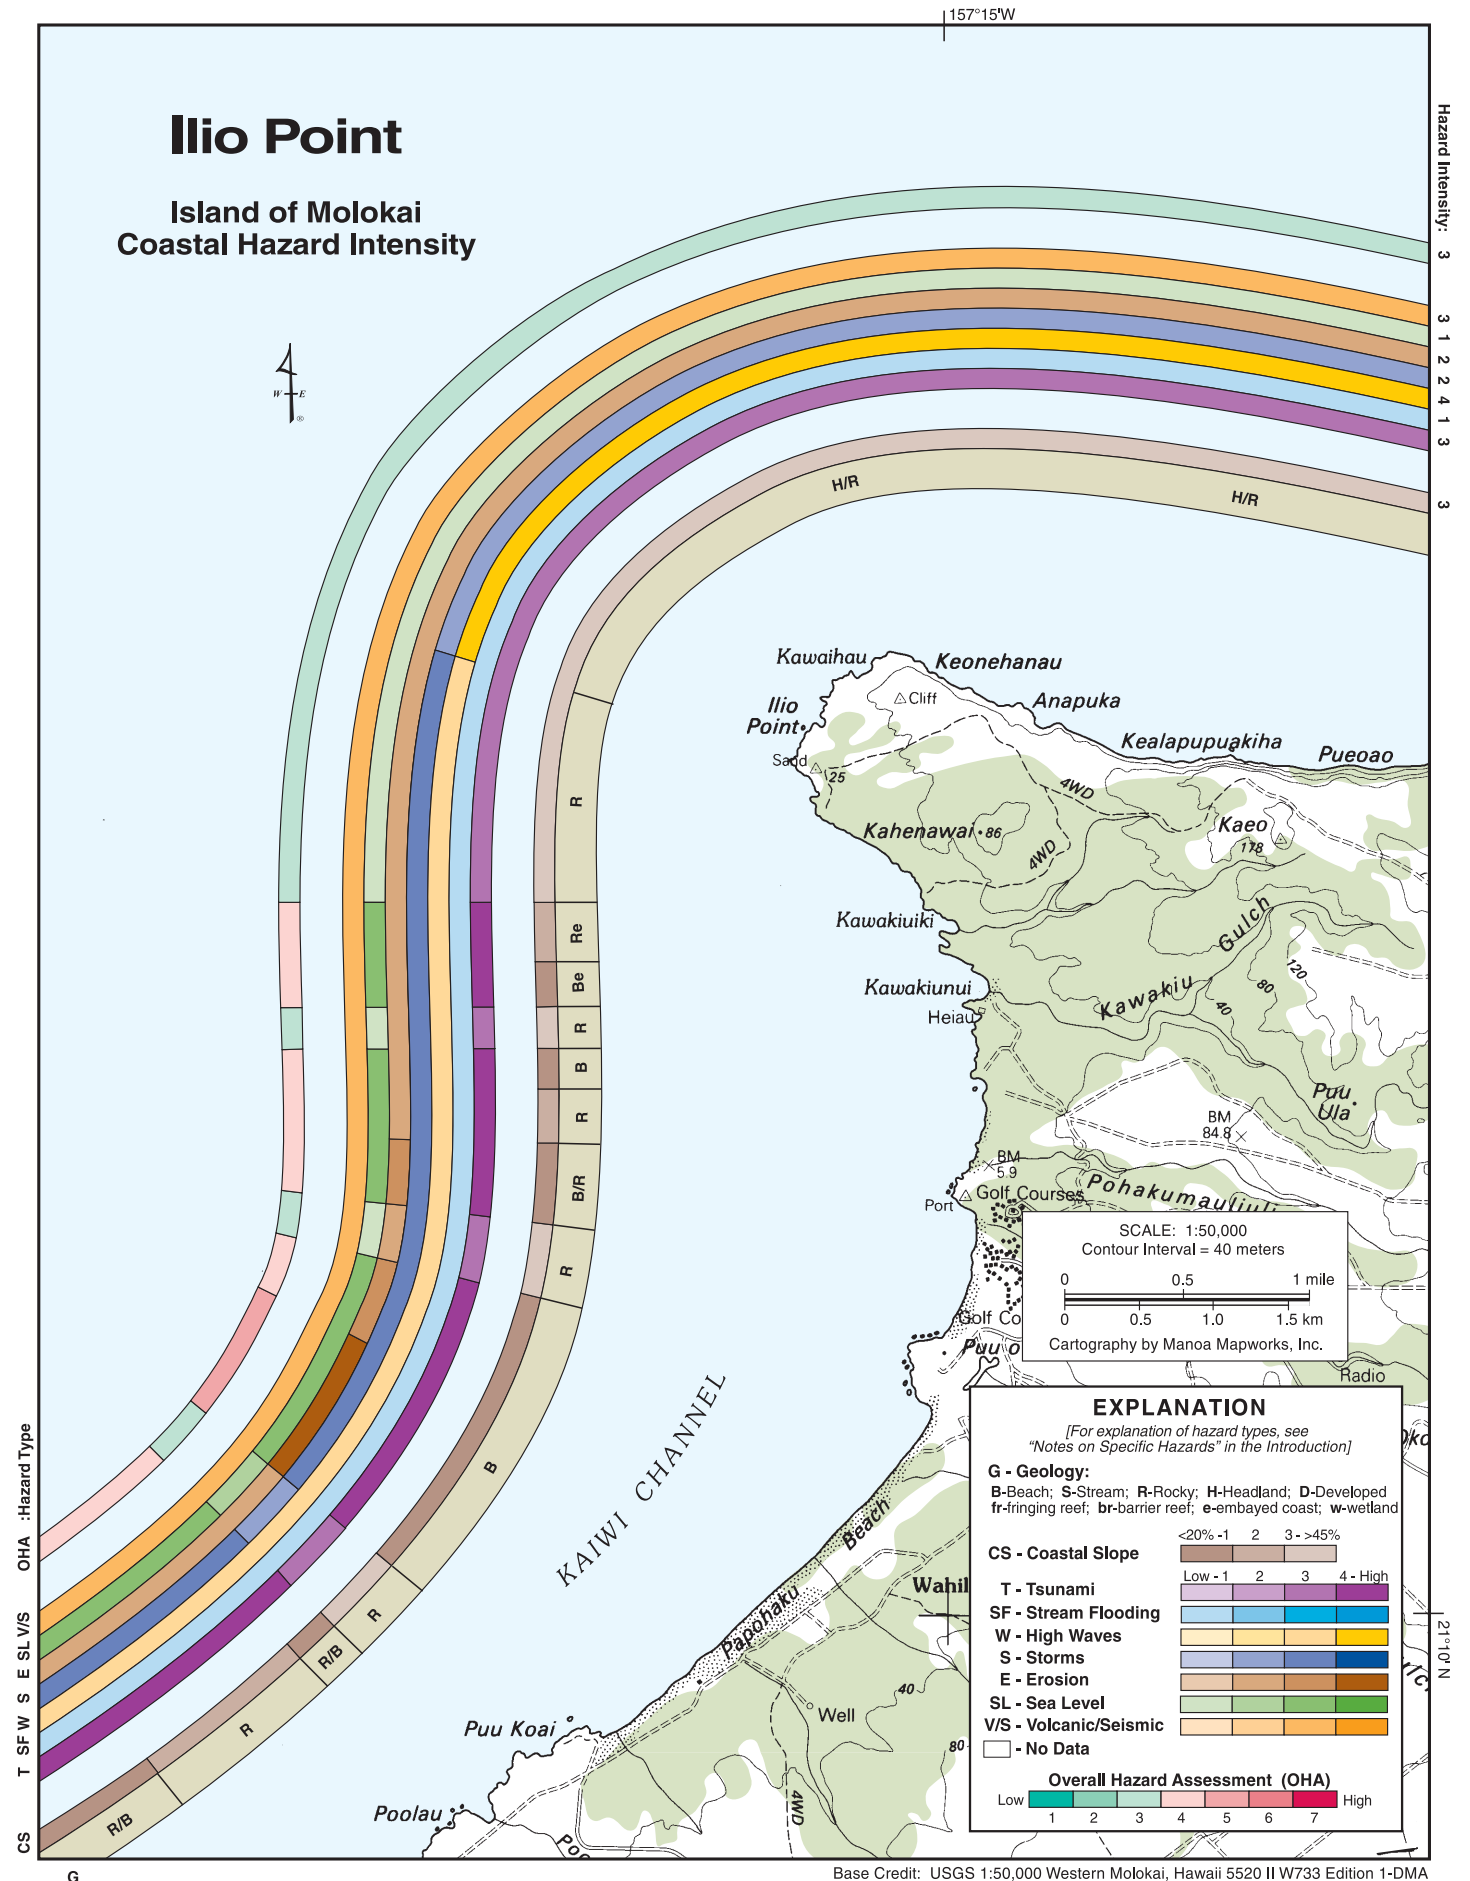 157°15'W
Ilio Point
Island of Molokai
Coastal Hazard Intensity
Hazard Intensity:
3
3
1
2
2
4
1
3
3
W
E
®
H/R
H/R
R
Re
Be
R
B
R
B/R
R
B
R
R/B
R
R/B
Kawaihau
Keonehanau
Cliff
Ilio
Point
Anapuka
Sand
25
Kealapupuakiha
Pueoao
4WD
Kahenawai
86
4WD
Kaeo
178
Kawakiuiki
Gulch
Kawakiunui
Kawakiu
120
80
40
Heiau
Puu
Ula
BM
84.8
BM
5.9
Port
Golf Courses
Pohakumauliuli
SCALE: 1:50,000
Contour Interval = 40 meters
0 0.5 1 mile
0.5 1.0 1.5 km
Cartography by Manoa Mapworks, Inc.
Golf Co
Puu o
Radio
KAIWI CHANNEL
Papohaku Beach
Wahil
Well
40
80
4WD
Puu Koai
Poolau
Poo
EXPLANATION
[For explanation of hazard types, see
“Notes on Specific Hazards” in the Introduction]
G - Geology:
B-Beach; S-Stream; R-Rocky; H-Headland; D-Developed
fr-fringing reef; br-barrier reef; e-embayed coast; w-wetland
<20% -1 2 3 - >45%
CS - Coastal Slope
Low - 1 2 3 4 - High
T - Tsunami
SF - Stream Flooding
W - High Waves
S - Storms
E - Erosion
SL - Sea Level
V/S - Volcanic/Seismic
- No Data
Overall Hazard Assessment (OHA)
Low High
1 2 3 4 5 6 7
21°10'N
:Hazard Type
OHA
V/S
SL
E
S
W
SF
T
CS
G
Base Credit: USGS 1:50,000 Western Molokai, Hawaii 5520 II W733 Edition 1-DMA